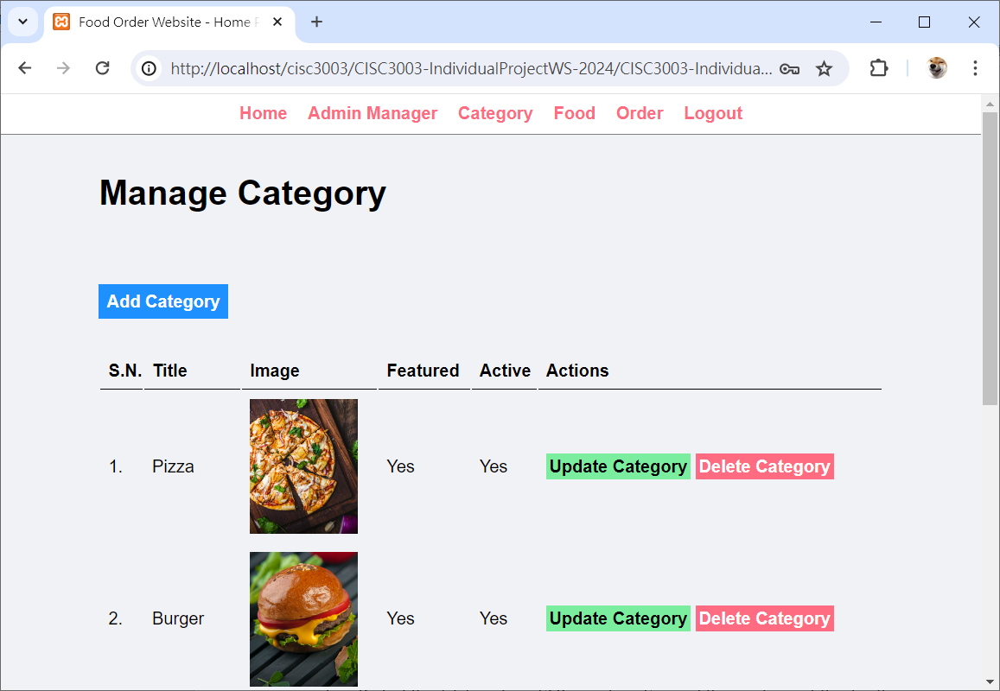 Food Order Website - Home
http://localhost/cisc3003/CISC3003-IndividualProjectWS-2024/CISC3003-Individua...
Home Admin Manager Category Food Order Logout
Manage Category
Add Category
S.N. Title Image Featured Active Actions
1. Pizza Yes Yes Update Category Delete Category
2. Burger Yes Yes Update Category Delete Category